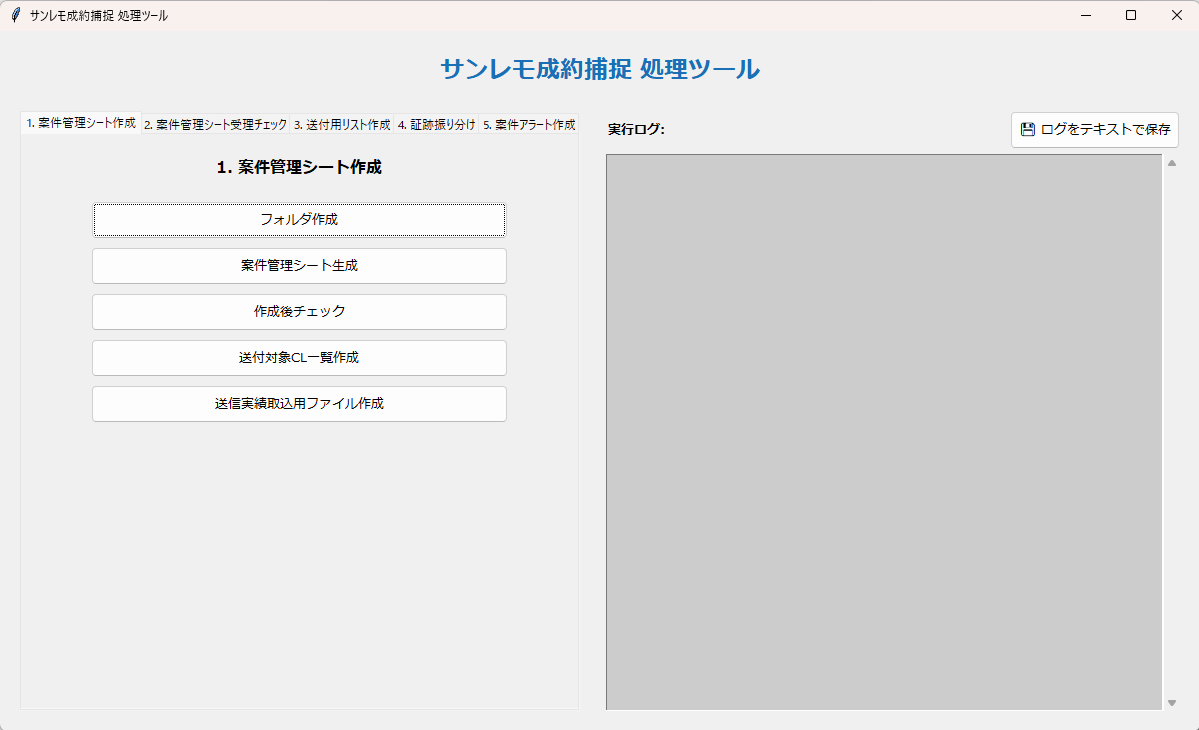 サンレモ成約捕捉 処理ツール
サンレモ成約捕捉 処理ツール
1. 案件管理シート作成 2. 案件管理シート受理チェック 3. 送付用リスト作成 4. 証跡振り分け 5. 案件アラート作成
1. 案件管理シート作成
フォルダ作成
案件管理シート生成
作成後チェック
送付対象CL一覧作成
送信実績取込用ファイル作成
実行ログ:
ログをテキストで保存